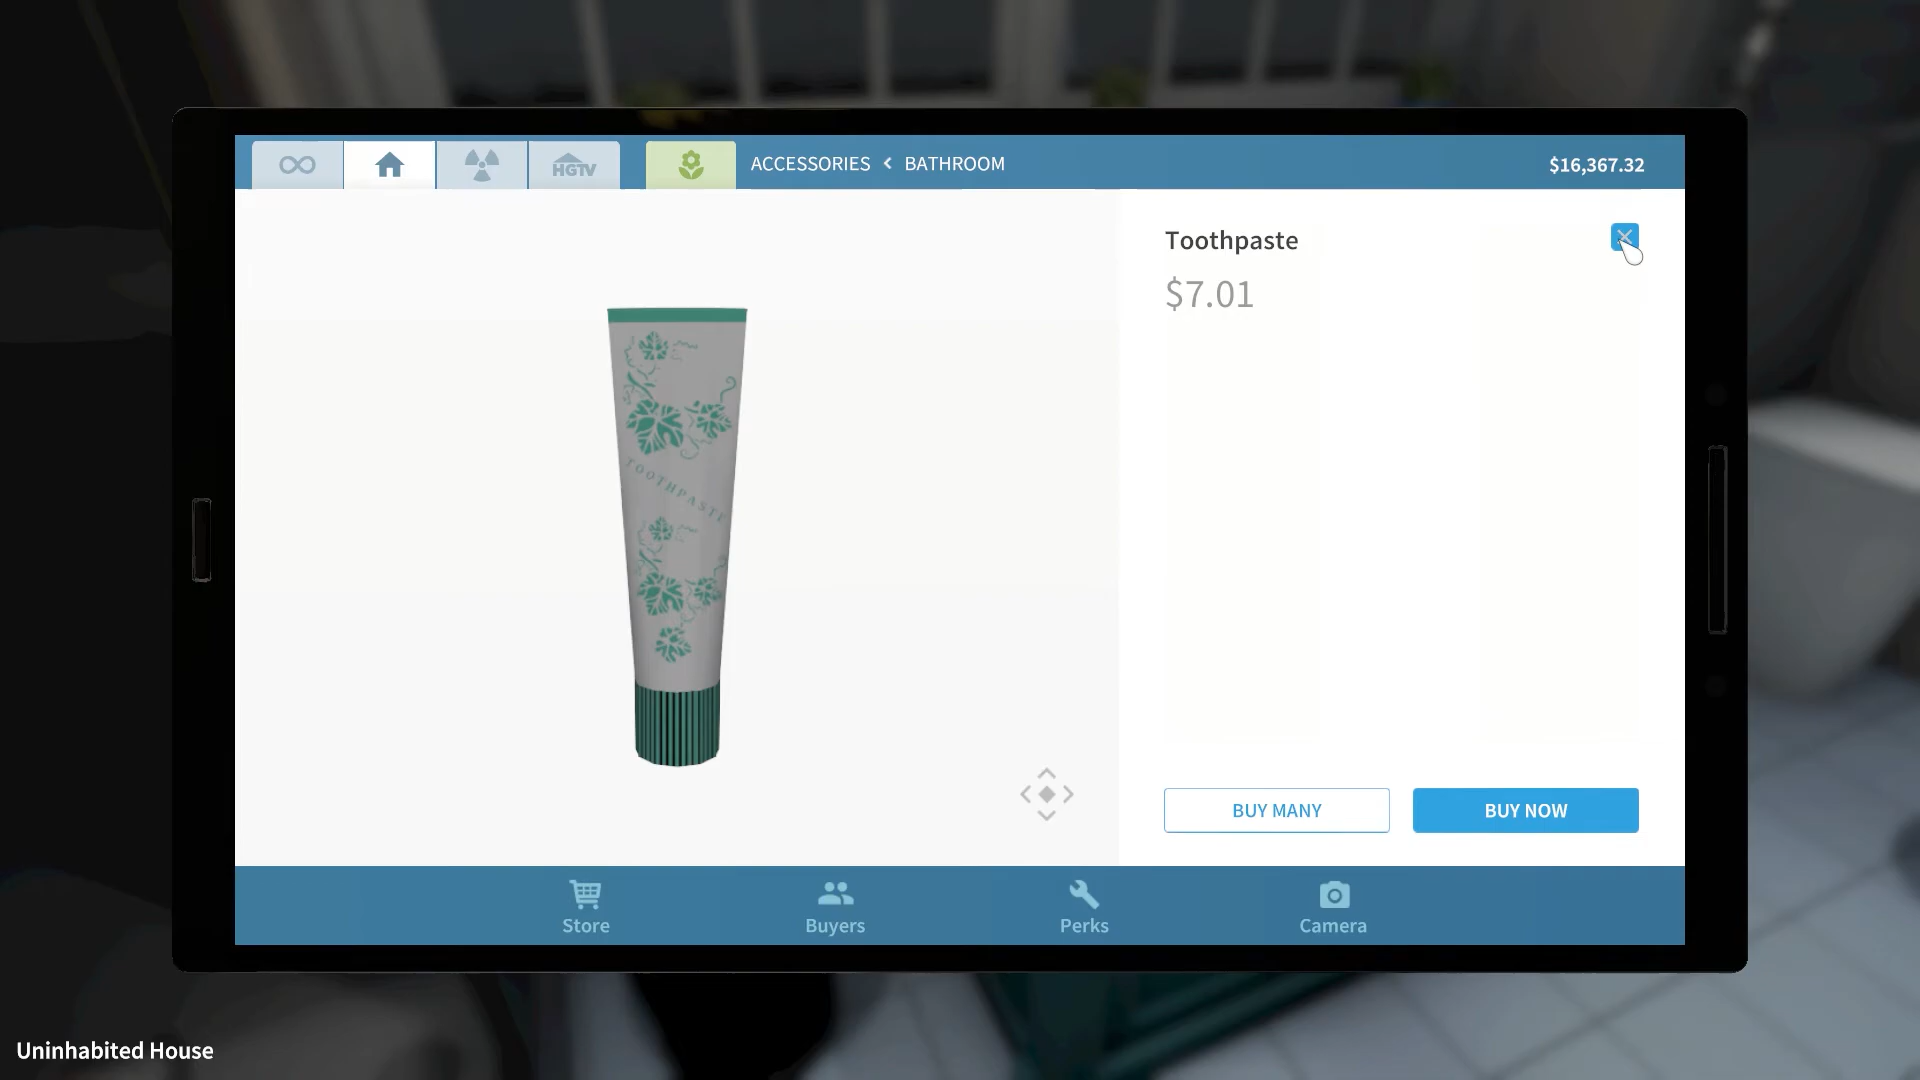 HGTV
ACCESSORIES < BATHROOM
$16,367.32
Toothpaste
$7.01
TOOTHPASTE
BUY MANY
BUY NOW
Store
Buyers
Perks
Camera
Uninhabited House